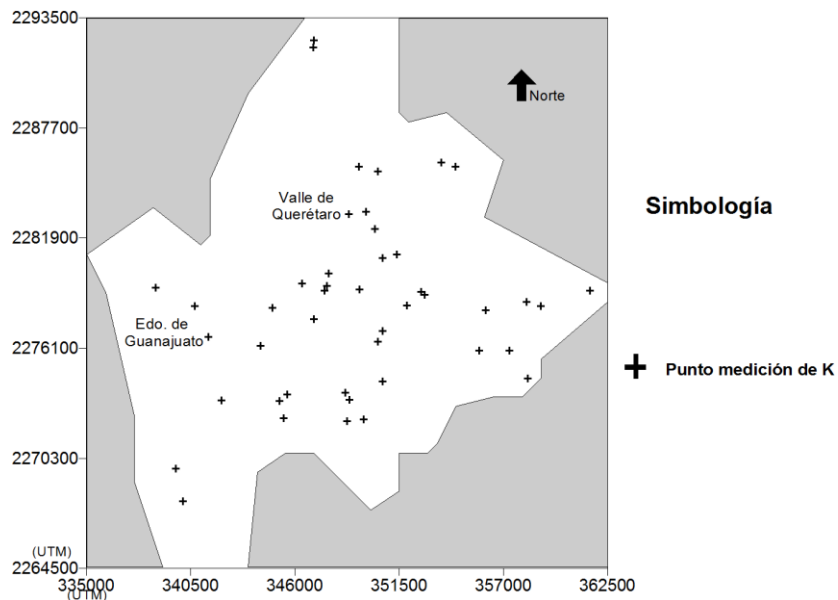 2293500
Norte
2287700
Valle de
Querétaro
Simbología
2281900
Edo. de
Guanajuato
2276100
Punto medición de K
2270300
(UTM)
2264500
335000 340500 346000 351500 357000 362500
(UTM)